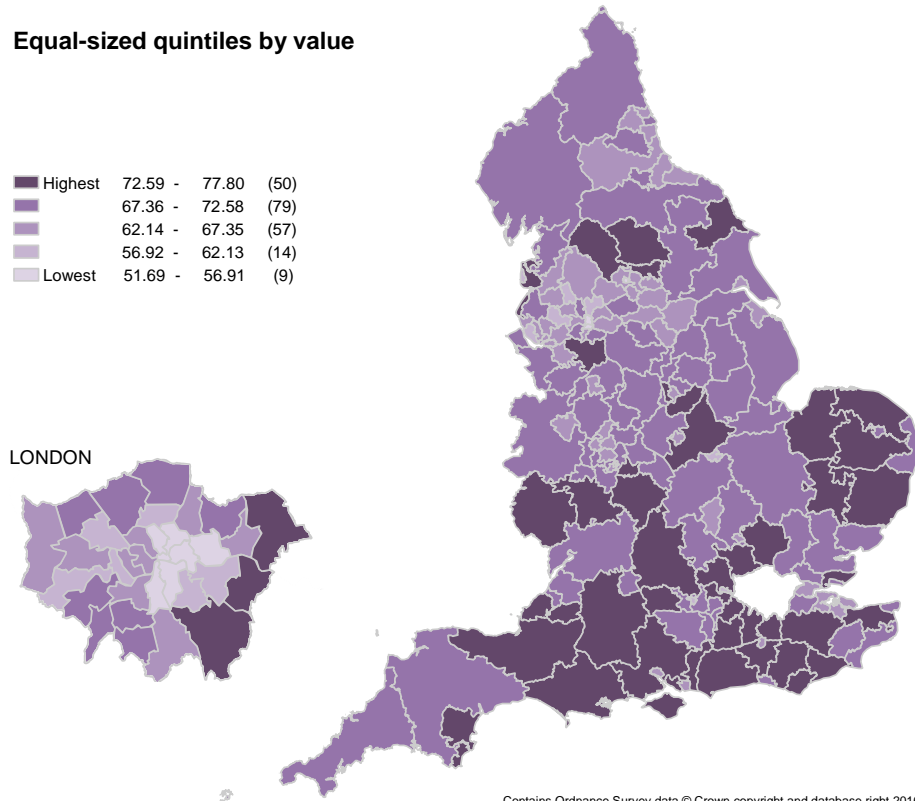 Equal-sized quintiles by value
Highest 72.59 - 77.80 (50)
67.36 - 72.58 (79)
62.14 - 67.35 (57)
56.92 - 62.13 (14)
Lowest 51.69 - 56.91 (9)
LONDON
Contains Ordnance Survey data © Crown copyright and database right 201